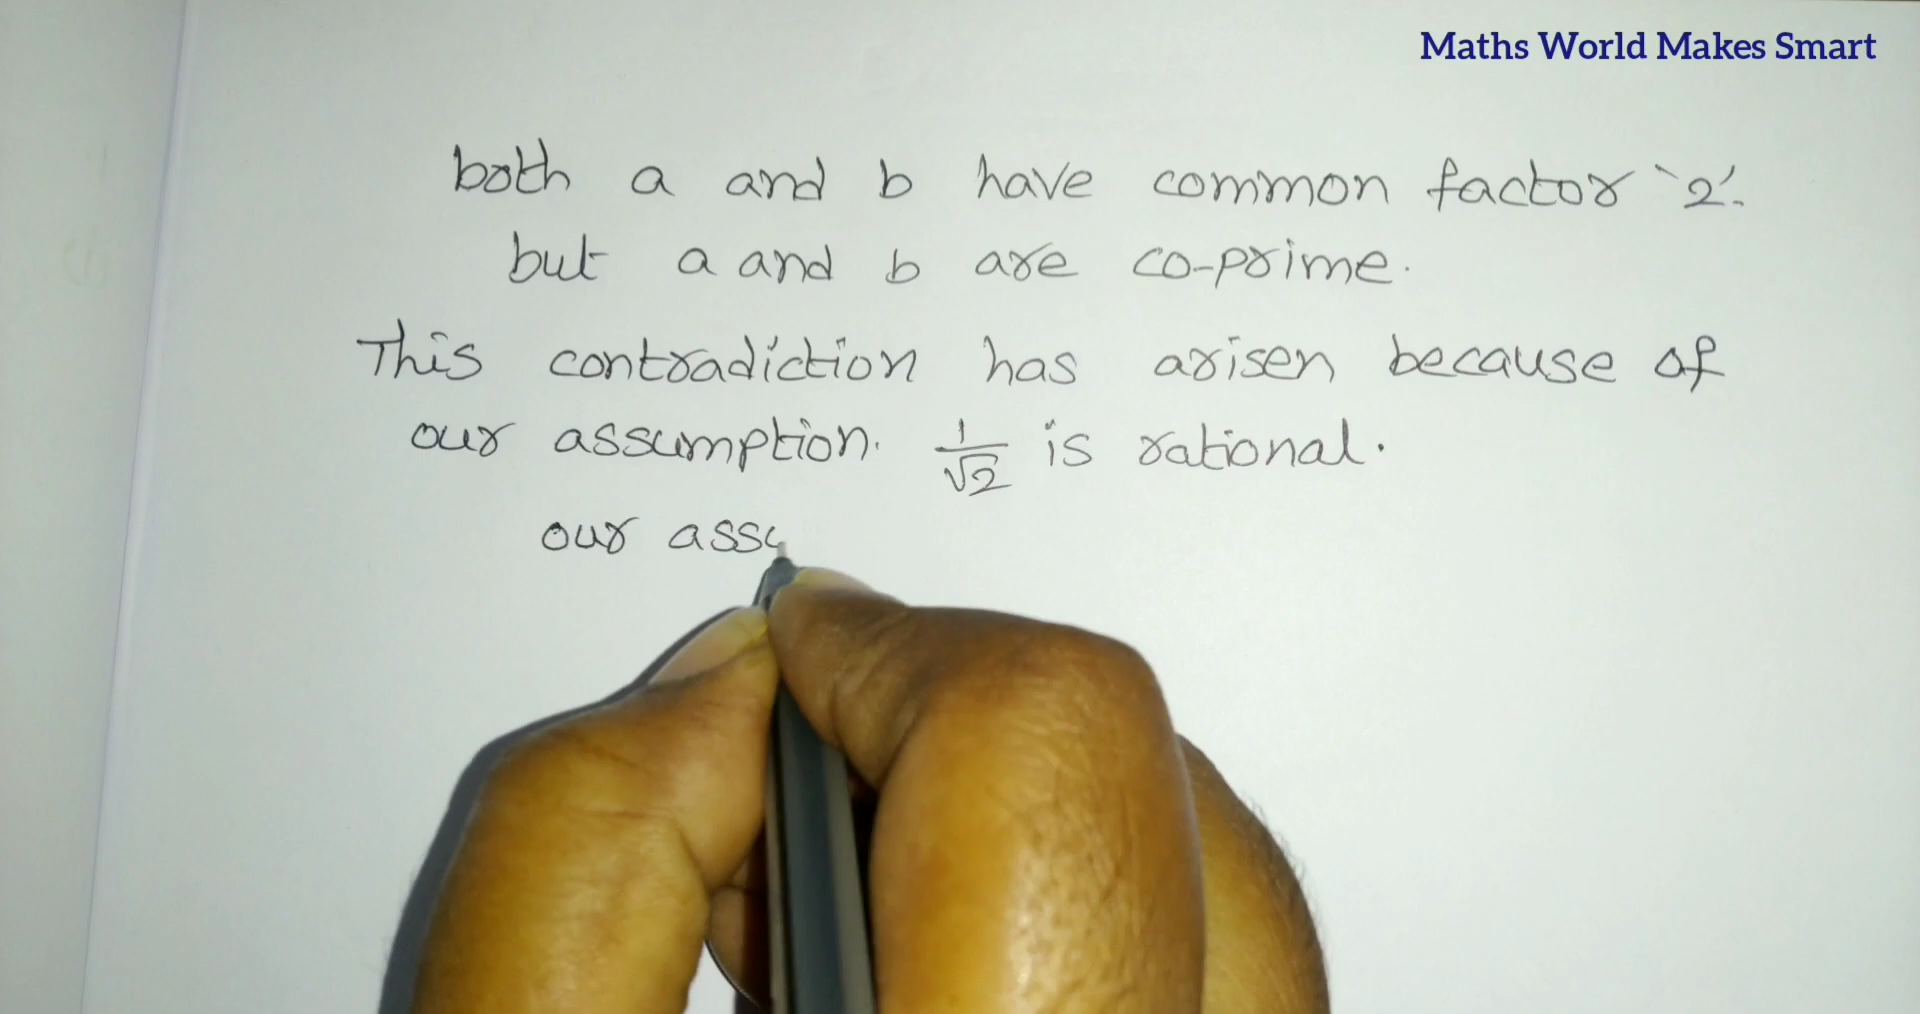 Maths World Makes Smart
both a and b have common factor `2'.
but a and b are co-prime.
This contradiction has arisen because of
our assumption. 1/√2 is rational.
our assu